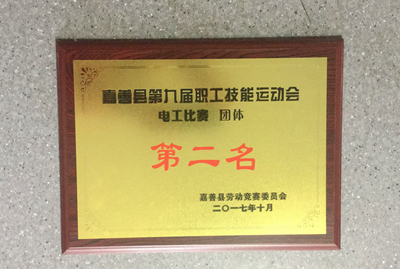 嘉善县第九届职工技能运动会
电工比赛 团体
第二名
嘉善县劳动竞赛委员会
二〇一七年十月